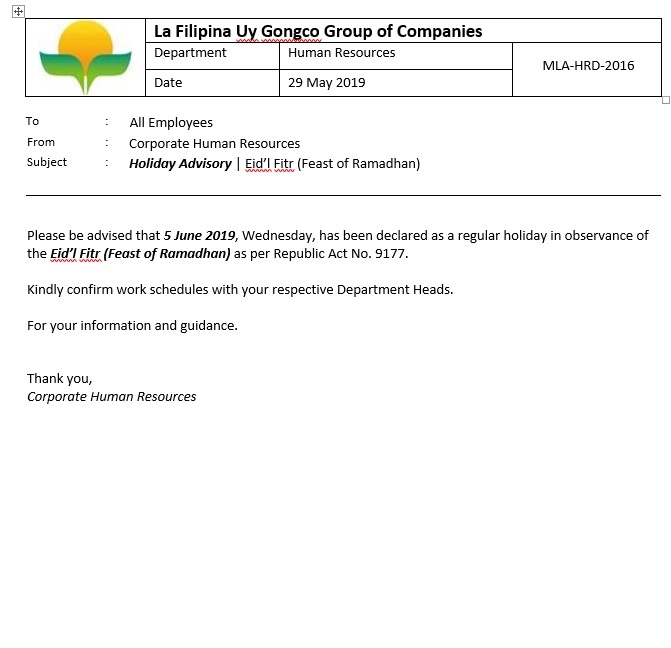 La Filipina Uy Gongco Group of Companies
Department Human Resources
MLA-HRD-2016
Date 29 May 2019
To : All Employees
From : Corporate Human Resources
Subject : Holiday Advisory | Eid’l Fitr (Feast of Ramadhan)
Please be advised that 5 June 2019, Wednesday, has been declared as a regular holiday in observance of
the Eid’l Fitr (Feast of Ramadhan) as per Republic Act No. 9177.
Kindly confirm work schedules with your respective Department Heads.
For your information and guidance.
Thank you,
Corporate Human Resources